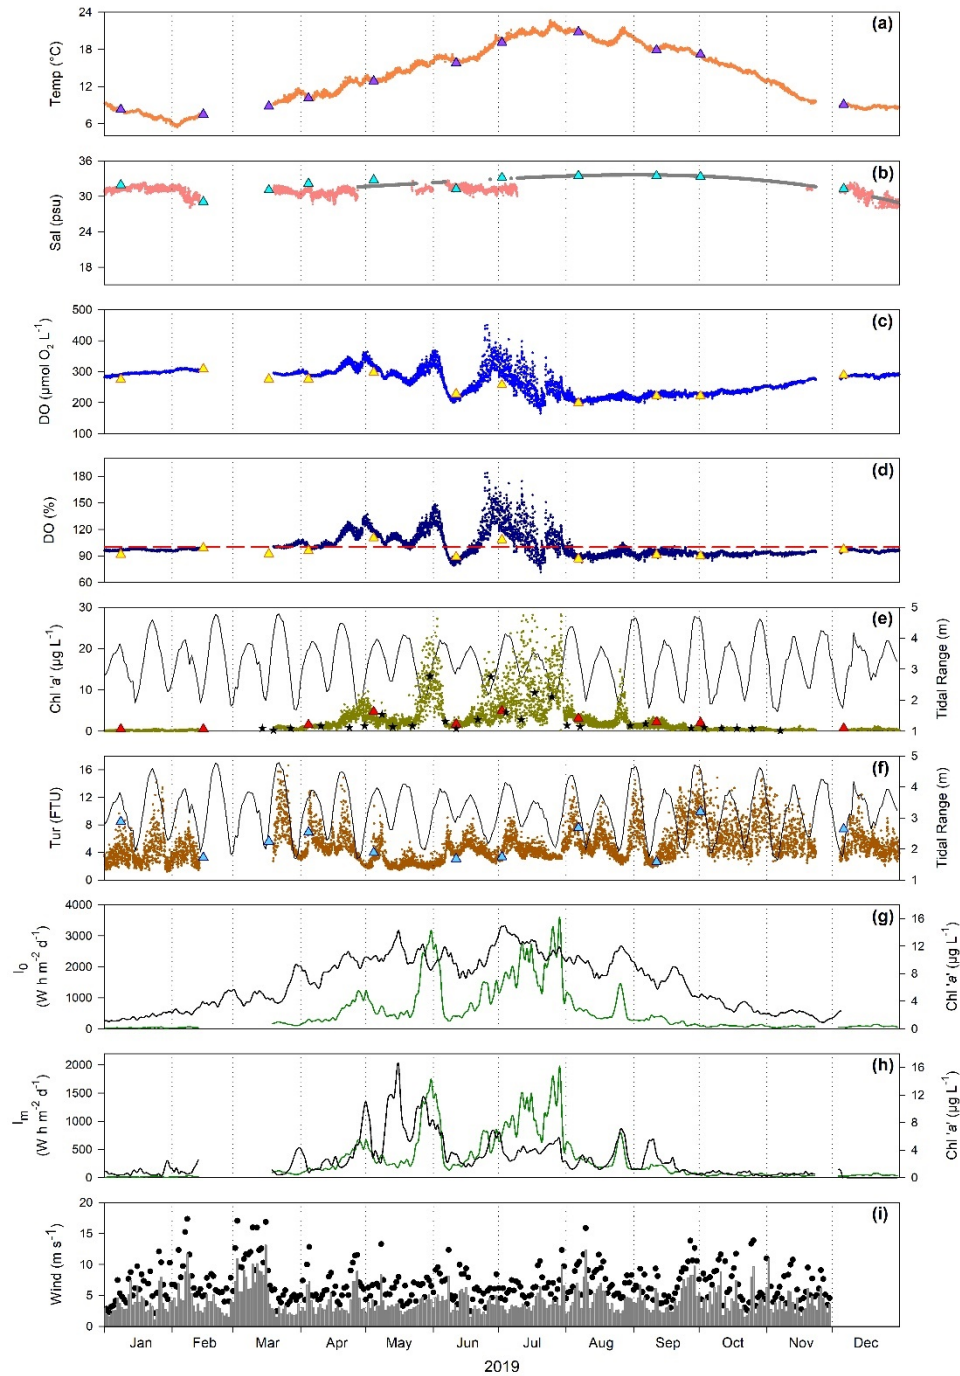 (a)
24
18
12
6
Temp (°C)
(b)
36
30
24
18
Sal (psu)
(c)
500
400
300
200
100
DO (µmol O2 L-1)
(d)
180
150
120
90
60
DO (%)
(e)
30
20
10
0
Chl 'a' (µg L-1)
5
4
3
2
1
Tidal Range (m)
(f)
16
12
8
4
0
Tur (FTU)
5
4
3
2
1
Tidal Range (m)
(g)
4000
3000
2000
1000
0
I0
(W h m-2 d-1)
16
12
8
4
0
Chl 'a' (µg L-1)
(h)
2000
1500
1000
500
0
Im
(W h m-2 d-1)
16
12
8
4
0
Chl 'a' (µg L-1)
(i)
20
15
10
5
0
Wind (m s-1)
Jan Feb Mar Apr May Jun Jul Aug Sep Oct Nov Dec
2019